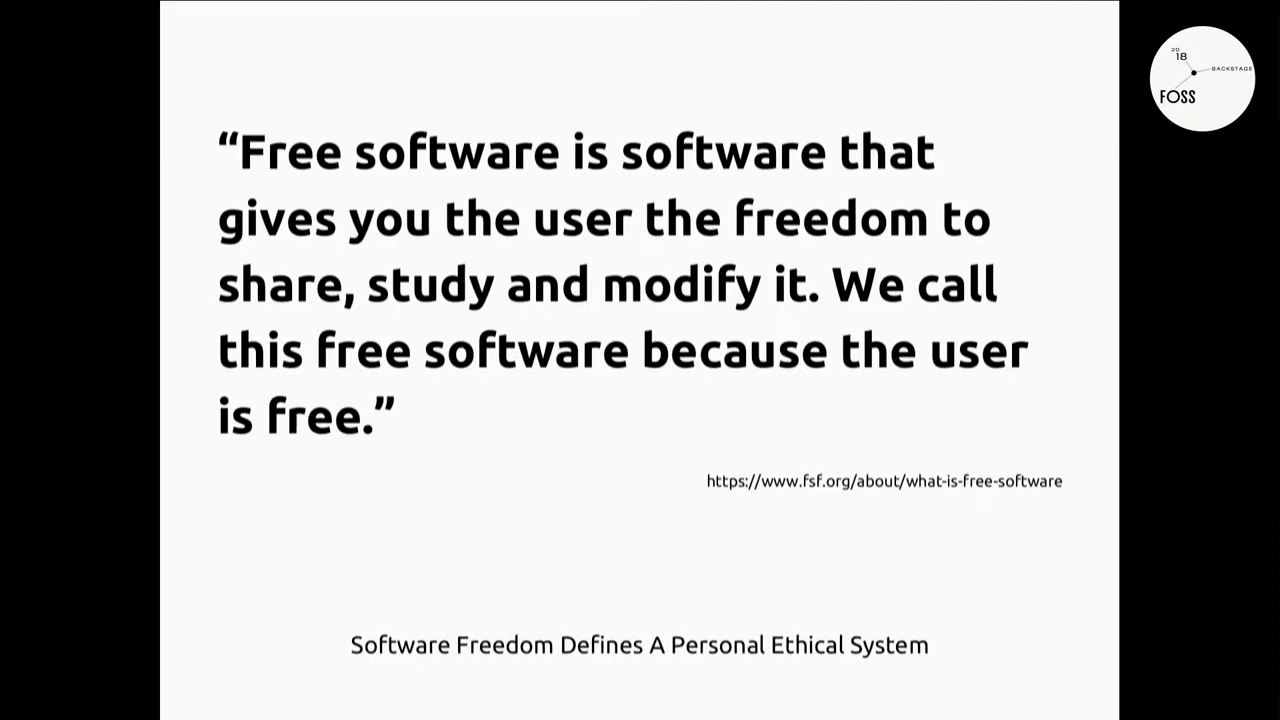 20
18
BACKSTAGE
FOSS
“Free software is software that
gives you the user the freedom to
share, study and modify it. We call
this free software because the user
is free.”
https://www.fsf.org/about/what-is-free-software
Software Freedom Defines A Personal Ethical System